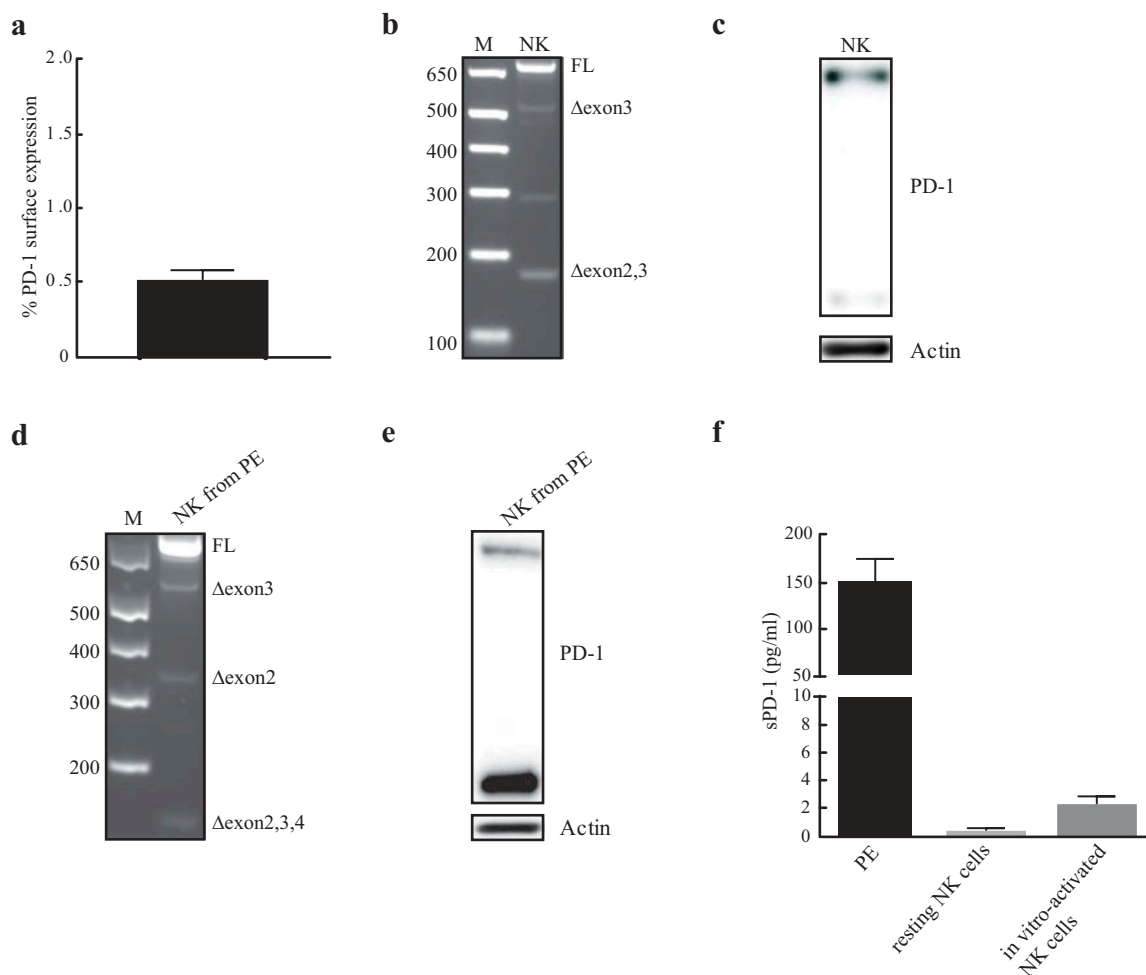 a
2.0
1.5
1.0
0.5
0
% PD-1 surface expression
b
M NK
650
500
400
300
200
100
FL
Δexon3
Δexon2,3
c
NK
PD-1
Actin
d
M NK from PE
650
500
400
300
200
FL
Δexon3
Δexon2
Δexon2,3,4
e
NK from PE
PD-1
Actin
f
200
150
100
50
10
8
6
4
2
0
sPD-1 (pg/ml)
PE
resting NK cells
in vitro-activated
NK cells